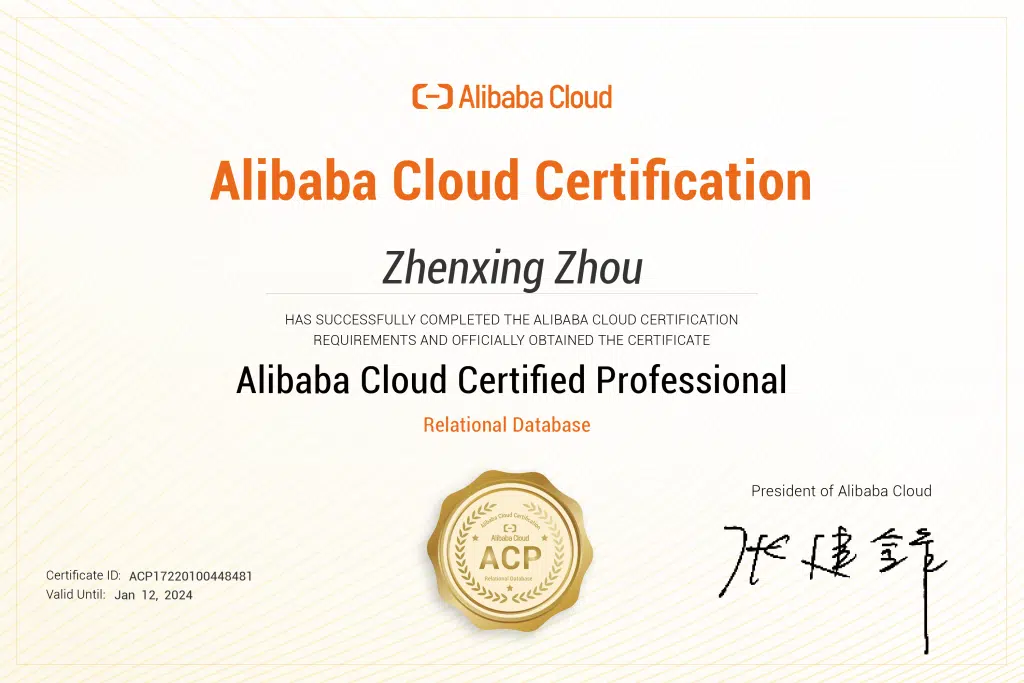 Alibaba Cloud
Alibaba Cloud Certification
Zhenxing Zhou
HAS SUCCESSFULLY COMPLETED THE ALIBABA CLOUD CERTIFICATION
REQUIREMENTS AND OFFICIALLY OBTAINED THE CERTIFICATE
Alibaba Cloud Certified Professional
Relational Database
Alibaba Cloud Certification
Alibaba Cloud
ACP
Relational Database
President of Alibaba Cloud
张建锋
Certificate ID: ACP17220100448481
Valid Until: Jan 12, 2024